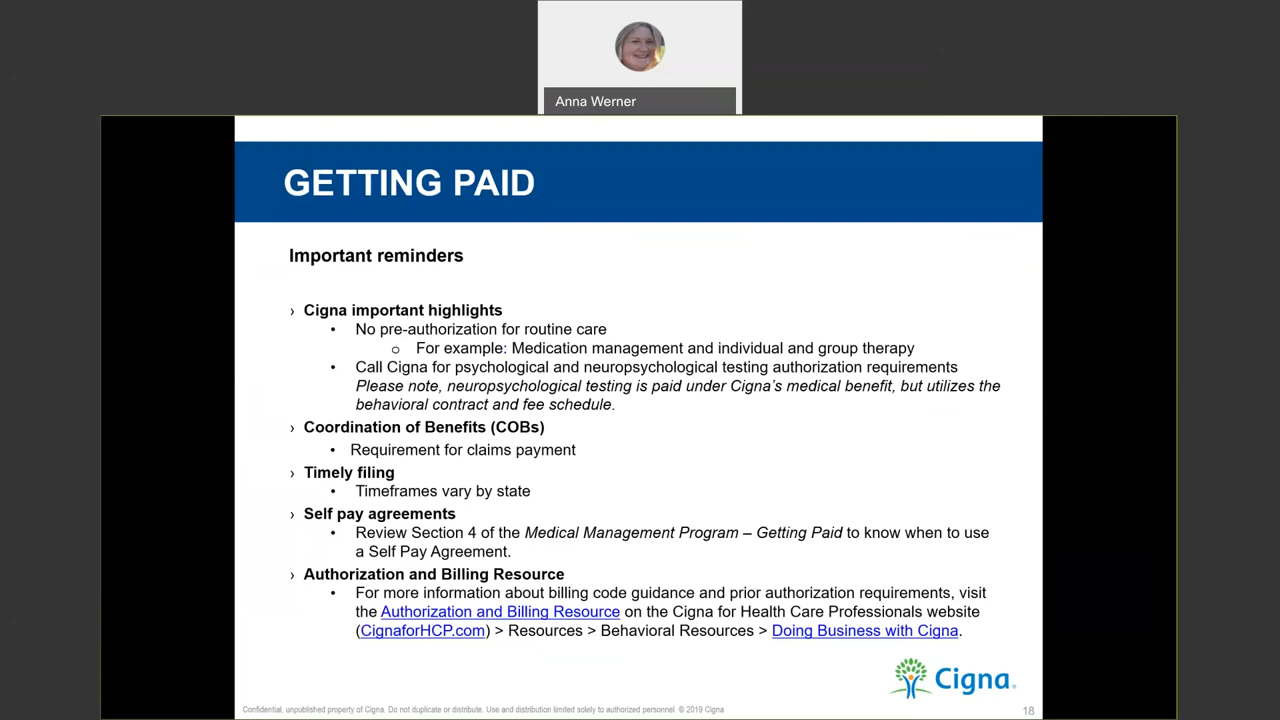 Anna Werner
GETTING PAID
Important reminders
› Cigna important highlights
• No pre-authorization for routine care
o For example: Medication management and individual and group therapy
• Call Cigna for psychological and neuropsychological testing authorization requirements
Please note, neuropsychological testing is paid under Cigna’s medical benefit, but utilizes the
behavioral contract and fee schedule.
› Coordination of Benefits (COBs)
• Requirement for claims payment
› Timely filing
• Timeframes vary by state
› Self pay agreements
• Review Section 4 of the Medical Management Program – Getting Paid to know when to use
a Self Pay Agreement.
› Authorization and Billing Resource
• For more information about billing code guidance and prior authorization requirements, visit
the Authorization and Billing Resource on the Cigna for Health Care Professionals website
(CignaforHCP.com) > Resources > Behavioral Resources > Doing Business with Cigna.
Cigna®
Confidential, unpublished property of Cigna. Do not duplicate or distribute. Use and distribution limited solely to authorized personnel. © 2019 Cigna
18